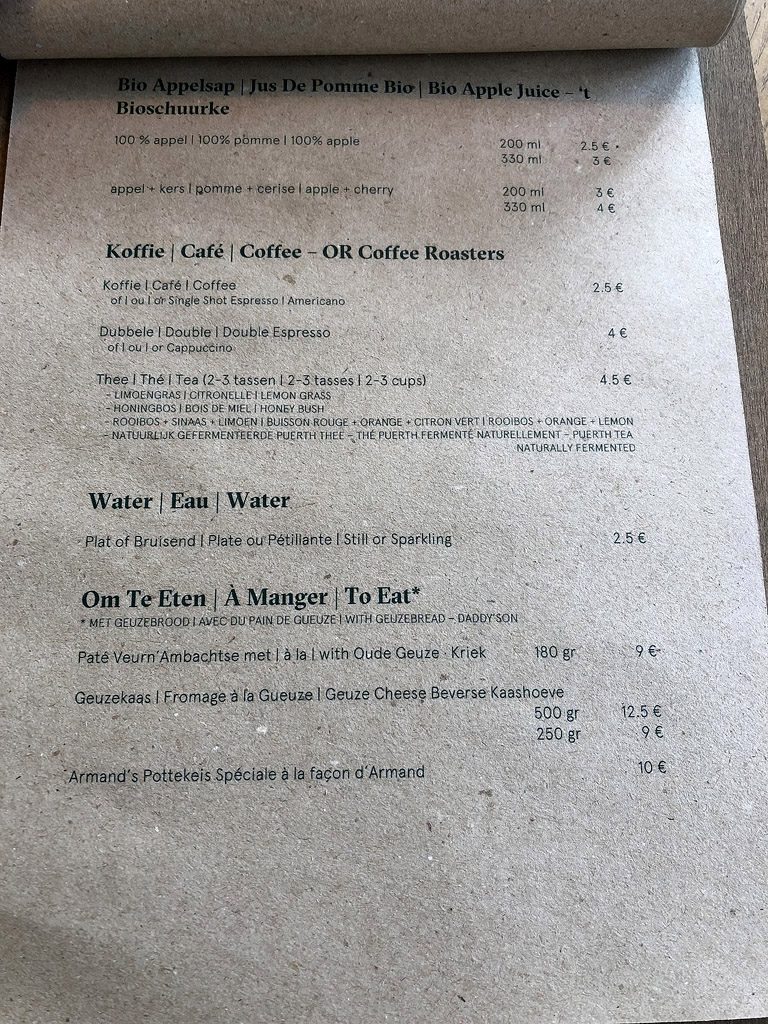 Bio Appelsap | Jus De Pomme Bio | Bio Apple Juice – ‘t
Bioschuurke
100 % appel | 100% pomme | 100% apple 200 ml 2.5 €
330 ml 3 €
appel + kers | pomme + cerise | apple + cherry 200 ml 3 €
330 ml 4 €
Koffie | Café | Coffee – OR Coffee Roasters
Koffie | Café | Coffee 2.5 €
of | ou | or Single Shot Espresso | Americano
Dubbele | Double | Double Espresso 4 €
of | ou | or Cappuccino
Thee | Thé | Tea (2-3 tassen | 2-3 tasses | 2-3 cups) 4.5 €
- LIMOENGRAS | CITRONELLE | LEMON GRASS
- HONINGBOS | BOIS DE MIEL | HONEY BUSH
- ROOIBOS + SINAAS + LIMOEN | BUISSON ROUGE + ORANGE + CITRON VERT | ROOIBOS + ORANGE + LEMON
- NATUURLIJK GEFERMENTEERDE PUERTH THEE – THÉ PUERTH FERMENTÉ NATURELLEMENT – PUERTH TEA
NATURALLY FERMENTED
Water | Eau | Water
Plat of Bruisend | Plate ou Pétillante | Still or Sparkling 2.5 €
Om Te Eten | À Manger | To Eat*
* MET GEUZEBROOD | AVEC DU PAIN DE GUEUZE | WITH GEUZEBREAD – DADDY'SON
Paté Veurn'Ambachtse met | à la | with Oude Geuze - Kriek 180 gr 9 €
Geuzekaas | Fromage à la Gueuze | Geuze Cheese Beverse Kaashoeve
500 gr 12.5 €
250 gr 9 €
Armand's Pottekeis Spéciale à la façon d'Armand 10 €